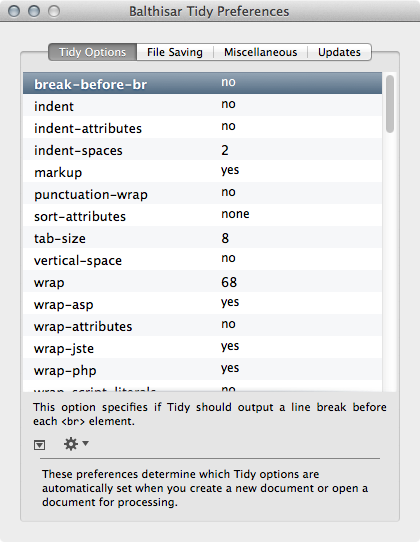 Balthisar Tidy Preferences
Tidy Options File Saving Miscellaneous Updates
break-before-br no
indent no
indent-attributes no
indent-spaces 2
markup yes
punctuation-wrap no
sort-attributes none
tab-size 8
vertical-space no
wrap 68
wrap-asp yes
wrap-attributes no
wrap-jste yes
wrap-php yes
wrap-script-literals no
This option specifies if Tidy should output a line break before
each <br> element.
These preferences determine which Tidy options are
automatically set when you create a new document or open a
document for processing.